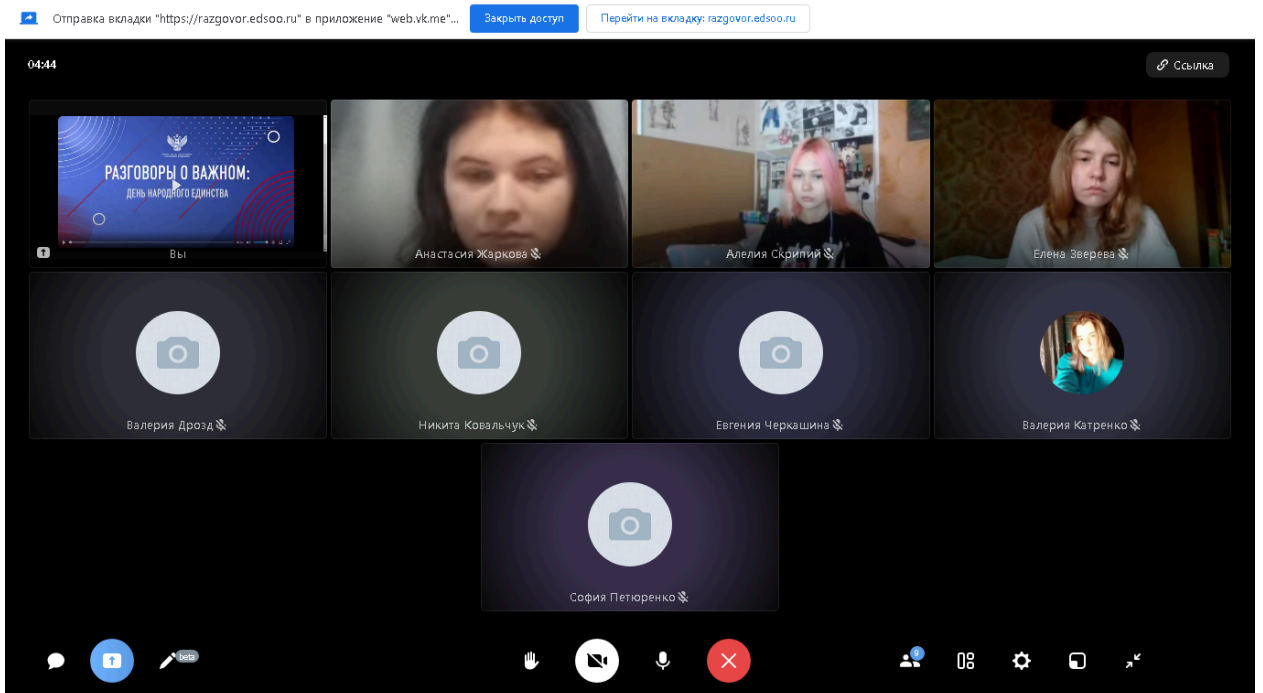 Отправка вкладки "https://razgovor.edsoo.ru" в приложение "web.vk.me"...
Закрыть доступ
Перейти на вкладку: razgovor.edsoo.ru
04:44
Ссылка
РАЗГОВОРЫ О ВАЖНОМ:
ДЕНЬ НАРОДНОГО ЕДИНСТВА
Вы
Анастасия Жаркова
Алелия Скрипий
Елена Зверева
Валерия Дрозд
Никита Ковальчук
Евгения Черкашина
Валерия Катренко
София Петюренко
beta
9